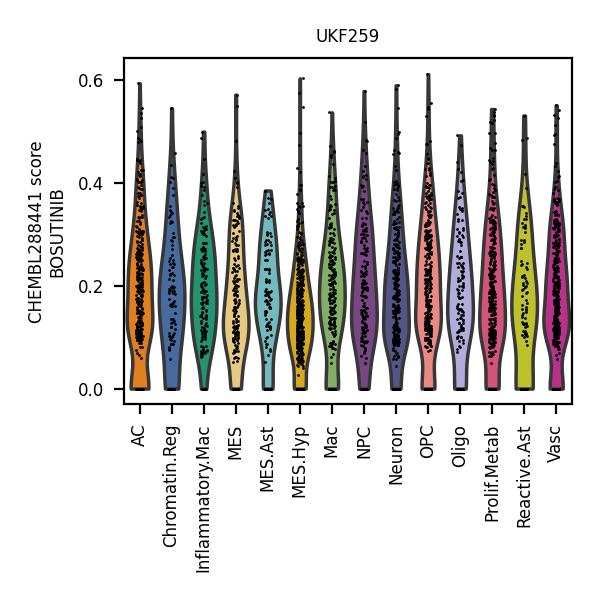 UKF259
CHEMBL288441 score
BOSUTINIB
0.6
0.4
0.2
0.0
AC
Chromatin.Reg
Inflammatory.Mac
MES
MES.Ast
MES.Hyp
Mac
NPC
Neuron
OPC
Oligo
Prolif.Metab
Reactive.Ast
Vasc